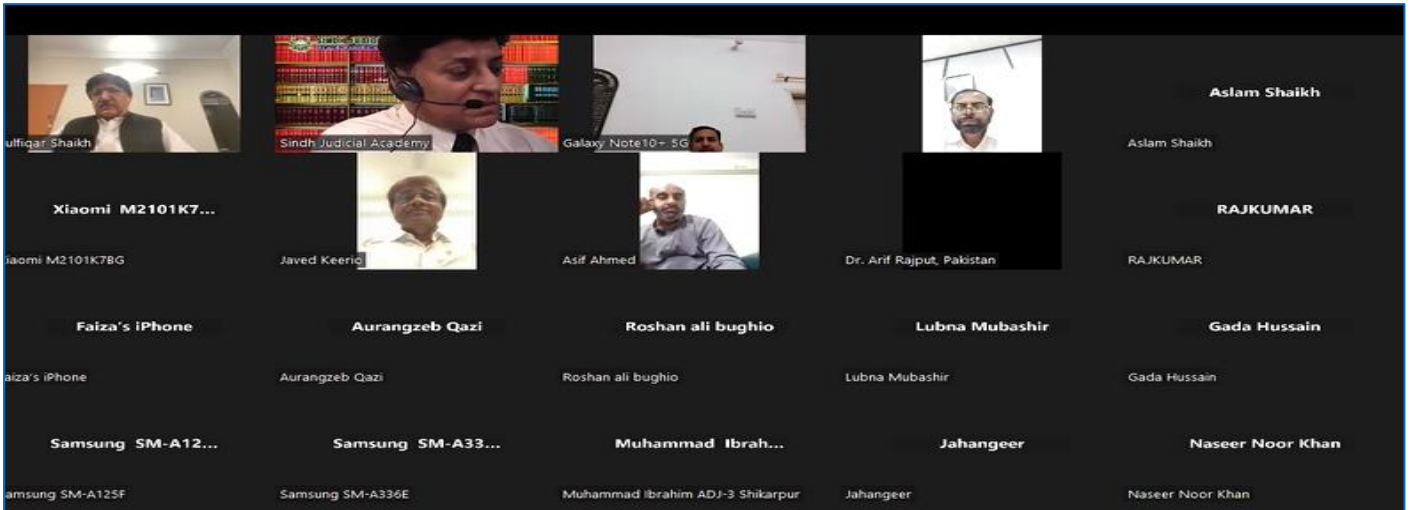 Aslam Shaikh
ulfiqar Shaikh
Sindh Judicial Academy
Galaxy Note10+ 5G
Aslam Shaikh
Xiaomi M2101K7...
RAJKUMAR
iaomi M2101K7BG
Javed Keerio
Asif Ahmed
Dr. Arif Rajput, Pakistan
RAJKUMAR
Faiza's iPhone
Aurangzeb Qazi
Roshan ali bughio
Lubna Mubashir
Gada Hussain
aiza's iPhone
Aurangzeb Qazi
Roshan ali bughio
Lubna Mubashir
Gada Hussain
Samsung SM-A12...
Samsung SM-A33...
Muhammad Ibrah...
Jahangeer
Naseer Noor Khan
amsung SM-A125F
Samsung SM-A336E
Muhammad Ibrahim ADJ-3 Shikarpur
Jahangeer
Naseer Noor Khan